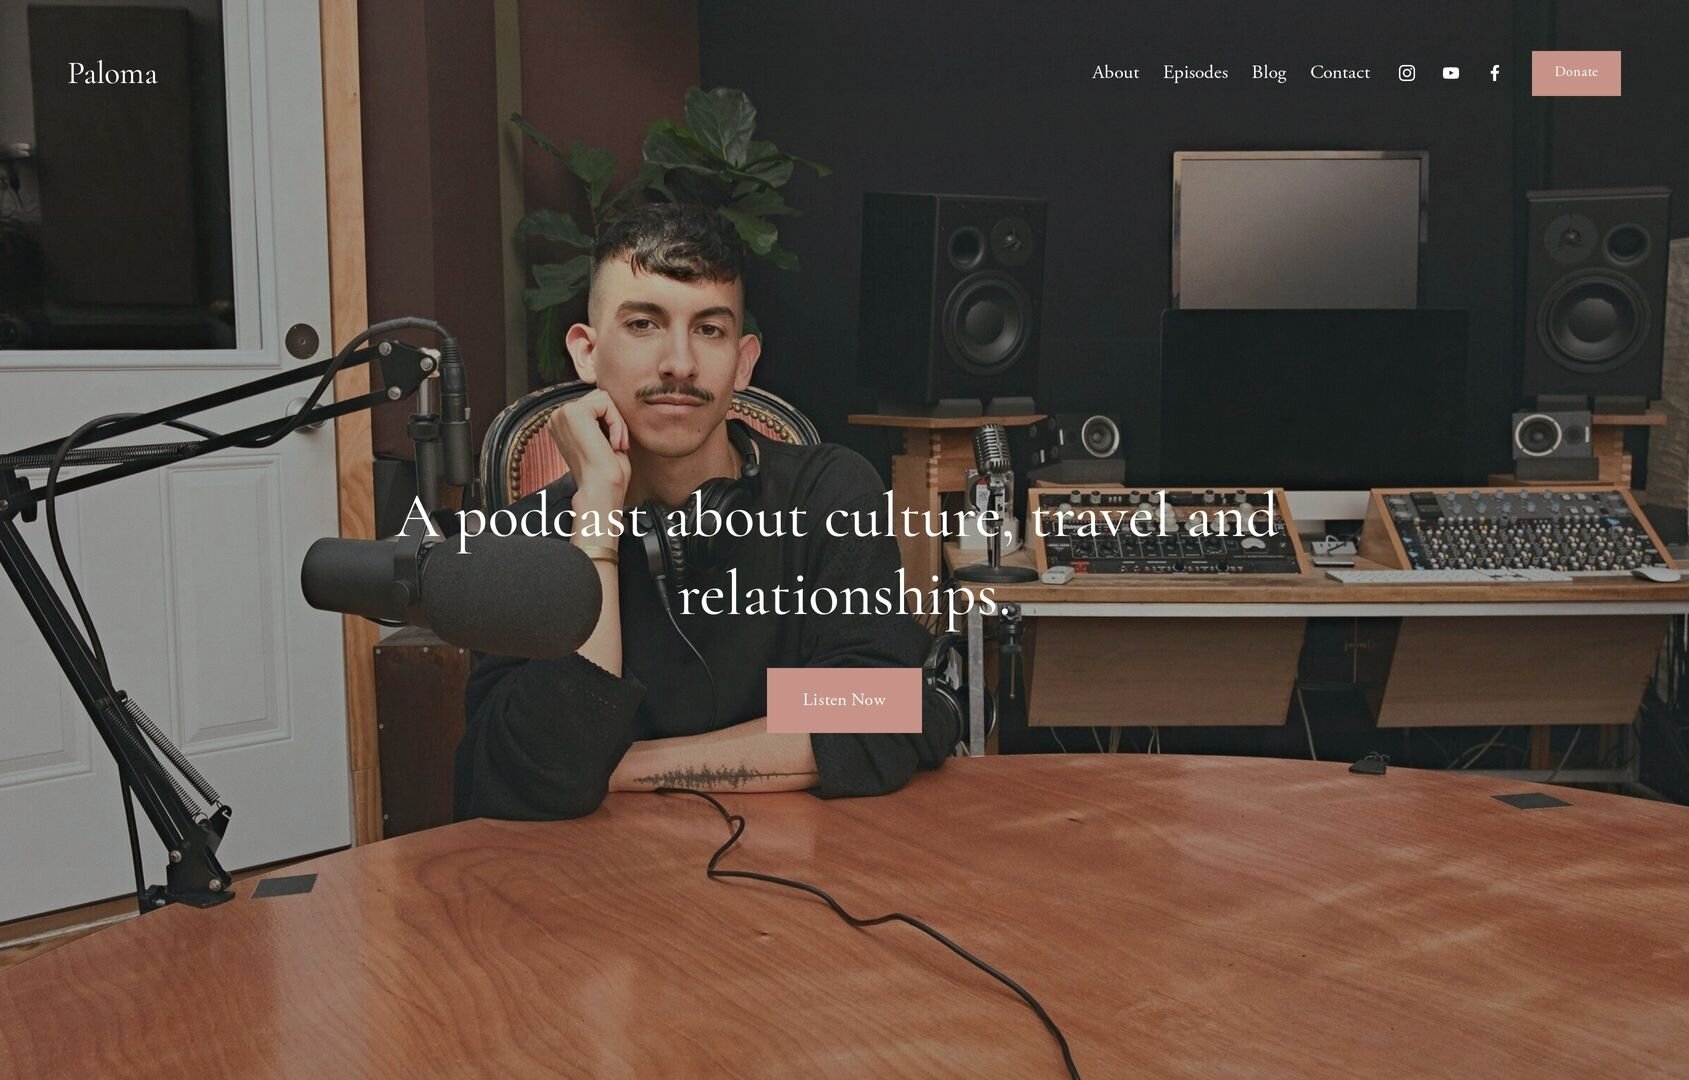 Paloma
About Episodes Blog Contact Donate
A podcast about culture, travel and
relationships.
Listen Now